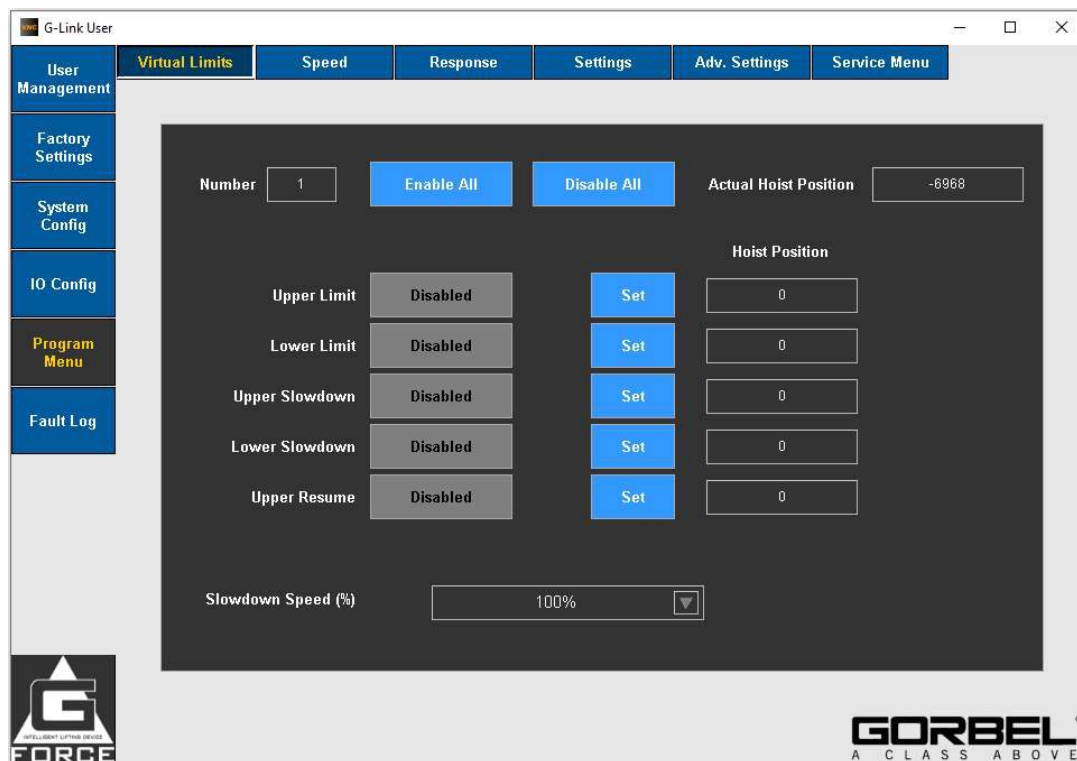 G-Link User
User
Management
Virtual Limits
Speed
Response
Settings
Adv. Settings
Service Menu
Factory
Settings
System
Config
IO Config
Program
Menu
Fault Log
Number
1
Enable All
Disable All
Actual Hoist Position
-6968
Hoist Position
Upper Limit
Disabled
Set
0
Lower Limit
Disabled
Set
0
Upper Slowdown
Disabled
Set
0
Lower Slowdown
Disabled
Set
0
Upper Resume
Disabled
Set
0
Slowdown Speed (%)
100%
G
INTELLIGENT LIFTING DEVICE
FORCE
GORBEL
A CLASS ABOVE